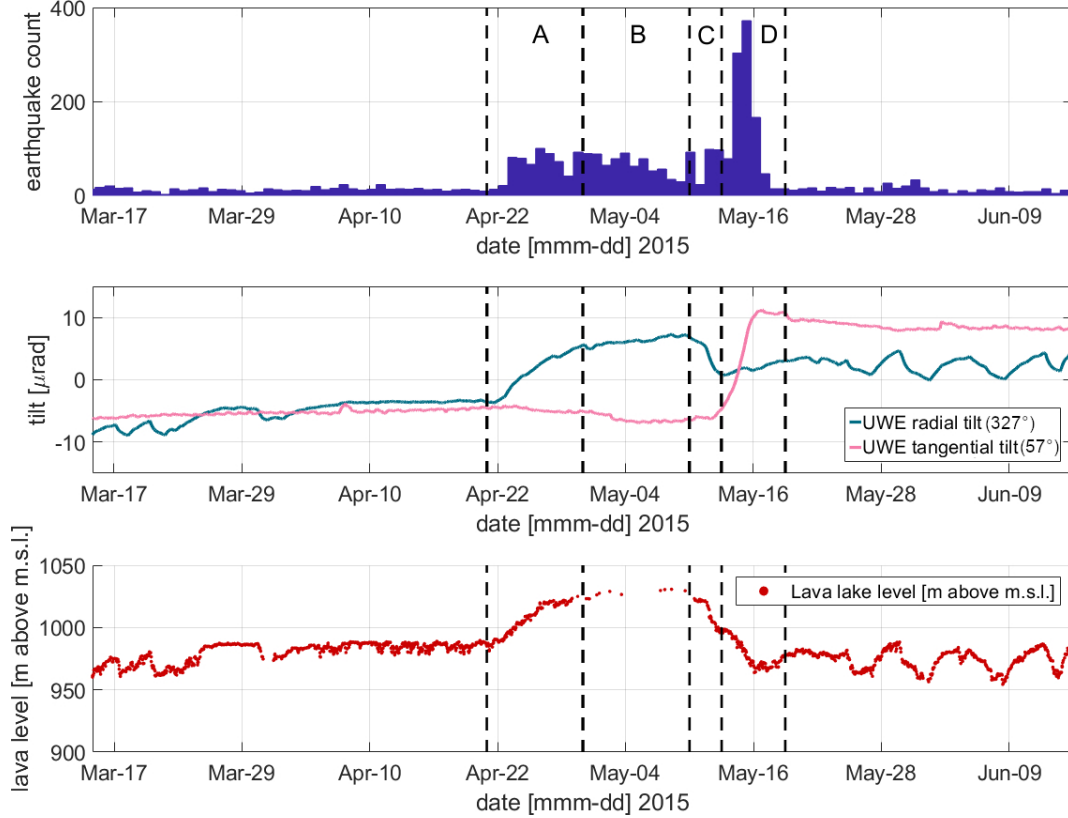 earthquake count
400
200
0
A
B
C
D
Mar-17 Mar-29 Apr-10 Apr-22 May-04 May-16 May-28 Jun-09
date [mmm-dd] 2015
tilt [μrad]
10
0
-10
UWE radial tilt (327°)
UWE tangential tilt (57°)
Mar-17 Mar-29 Apr-10 Apr-22 May-04 May-16 May-28 Jun-09
date [mmm-dd] 2015
lava level [m above m.s.l.]
1050
1000
950
900
Lava lake level [m above m.s.l.]
Mar-17 Mar-29 Apr-10 Apr-22 May-04 May-16 May-28 Jun-09
date [mmm-dd] 2015